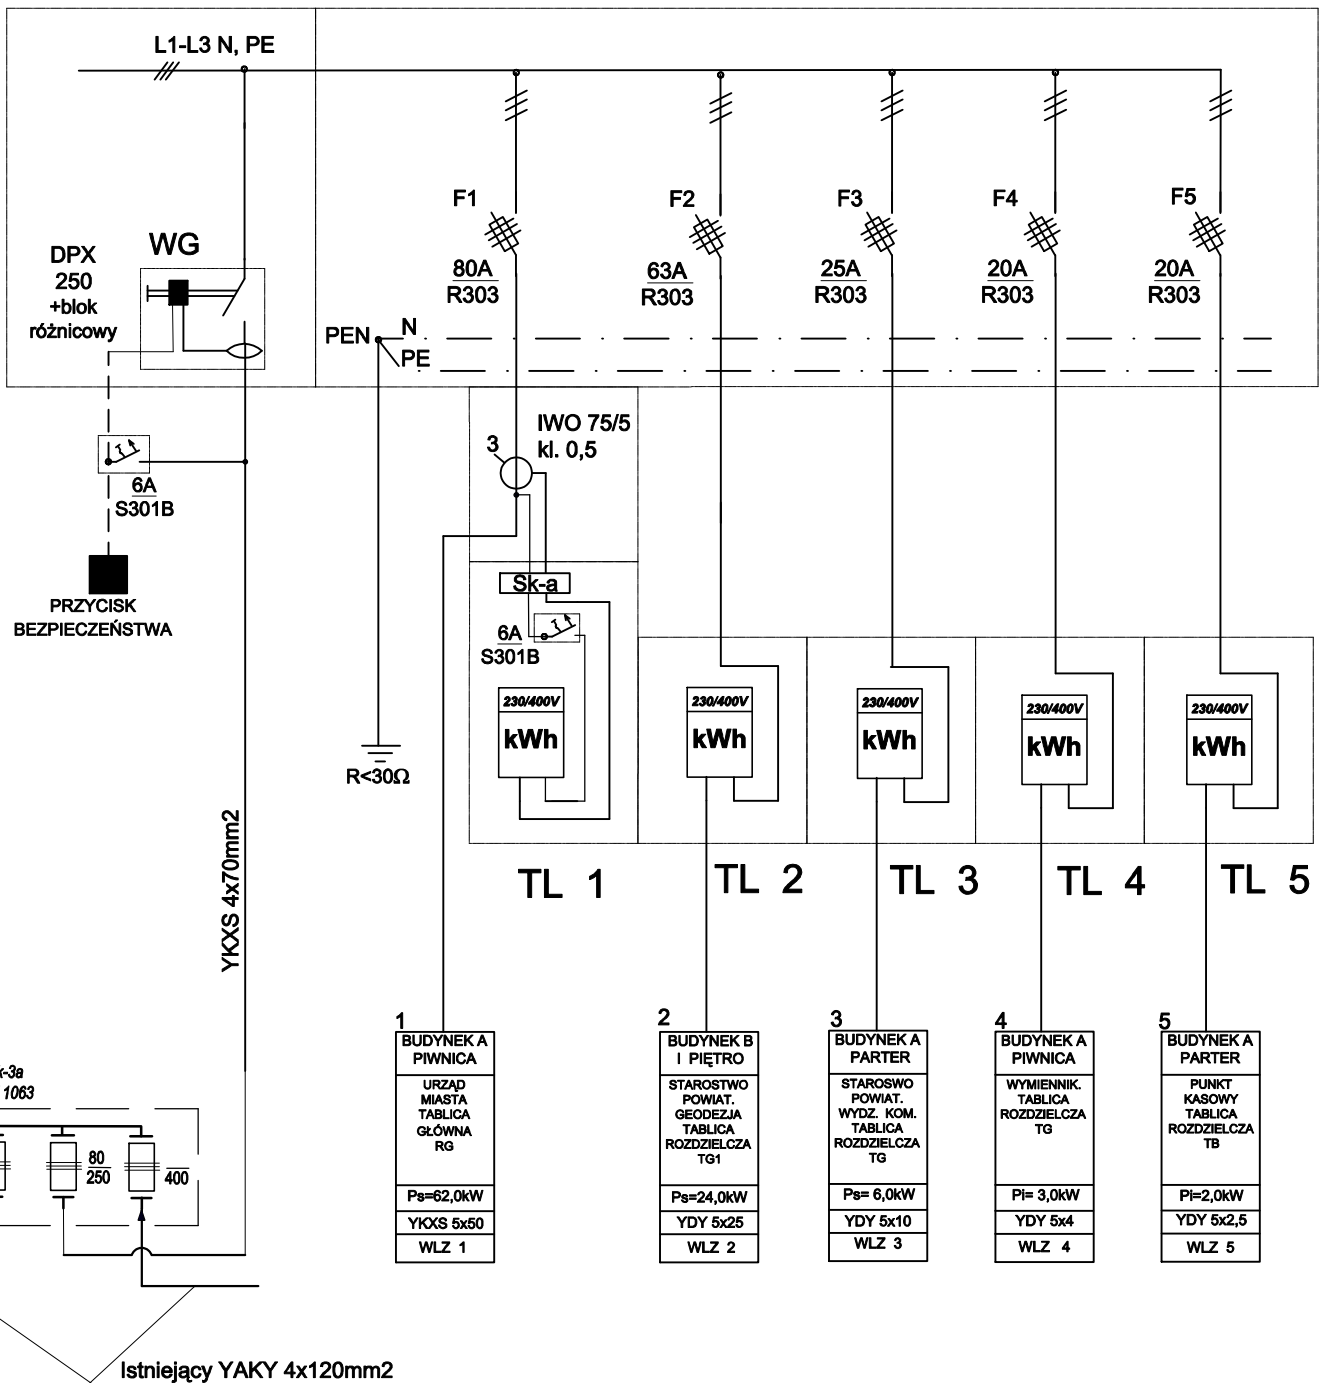 L1-L3 N, PE
F1
F2
F3
F4
F5
WG
DPX
250
+blok
różnicowy
80A
R303
63A
R303
25A
R303
20A
R303
20A
R303
PEN
N
PE
IWO 75/5
kl. 0,5
3
6A
S301B
PRZYCISK
BEZPIECZEŃSTWA
Sk-a
6A
S301B
230/400V
kWh
230/400V
kWh
230/400V
kWh
230/400V
kWh
230/400V
kWh
R<30Ω
TL 1
TL 2
TL 3
TL 4
TL 5
YKXS 4x70mm2
1
BUDYNEK A
PIWNICA
URZĄD
MIASTA
TABLICA
GŁÓWNA
RG
Ps=62,0kW
YKXS 5x50
WLZ 1
2
BUDYNEK B
I PIĘTRO
STAROSTWO
POWIAT.
GEODEZJA
TABLICA
ROZDZIELCZA
TG1
Ps=24,0kW
YDY 5x25
WLZ 2
3
BUDYNEK A
PARTER
STAROSWO
POWIAT.
WYDZ. KOM.
TABLICA
ROZDZIELCZA
TG
Ps= 6,0kW
YDY 5x10
WLZ 3
4
BUDYNEK A
PIWNICA
WYMIENNIK.
TABLICA
ROZDZIELCZA
TG
Pi= 3,0kW
YDY 5x4
WLZ 4
5
BUDYNEK A
PARTER
PUNKT
KASOWY
TABLICA
ROZDZIELCZA
TB
Pi=2,0kW
YDY 5x2,5
WLZ 5
1063
80
250
400
Istniejący YAKY 4x120mm2